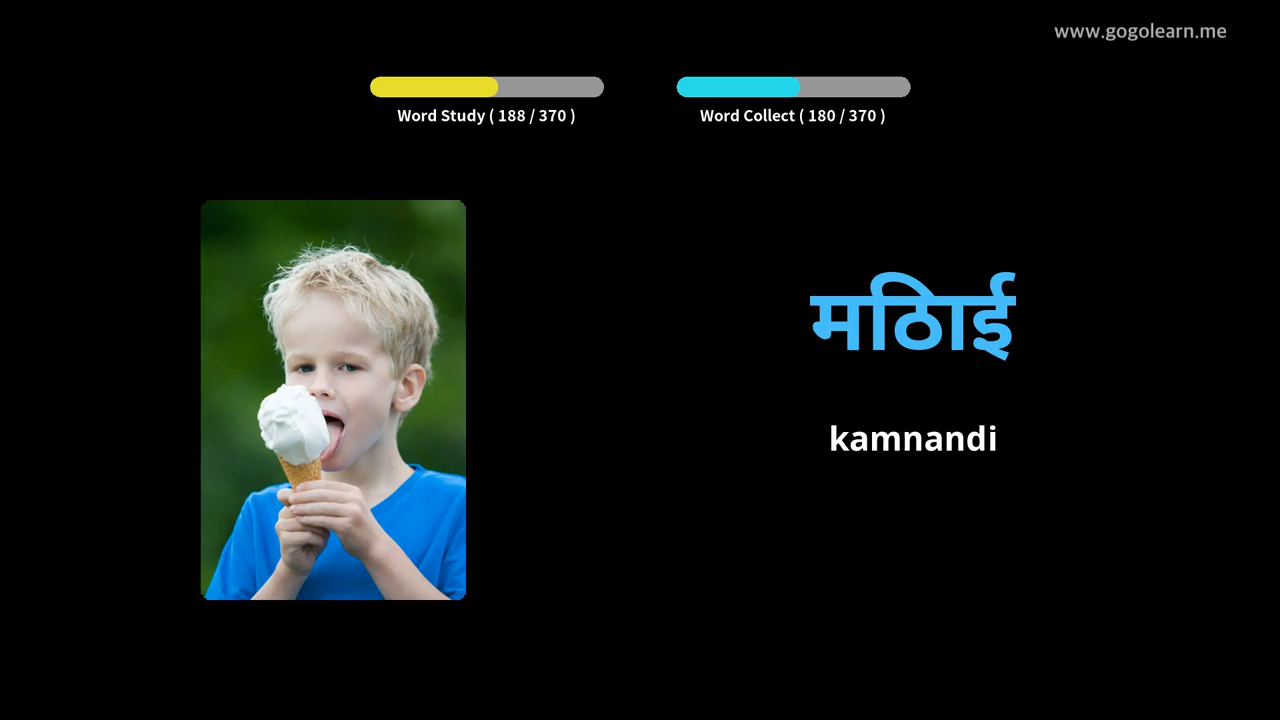 www.gogolearn.me
Word Study ( 188 / 370 )
Word Collect ( 180 / 370 )
मठिाई
kamnandi